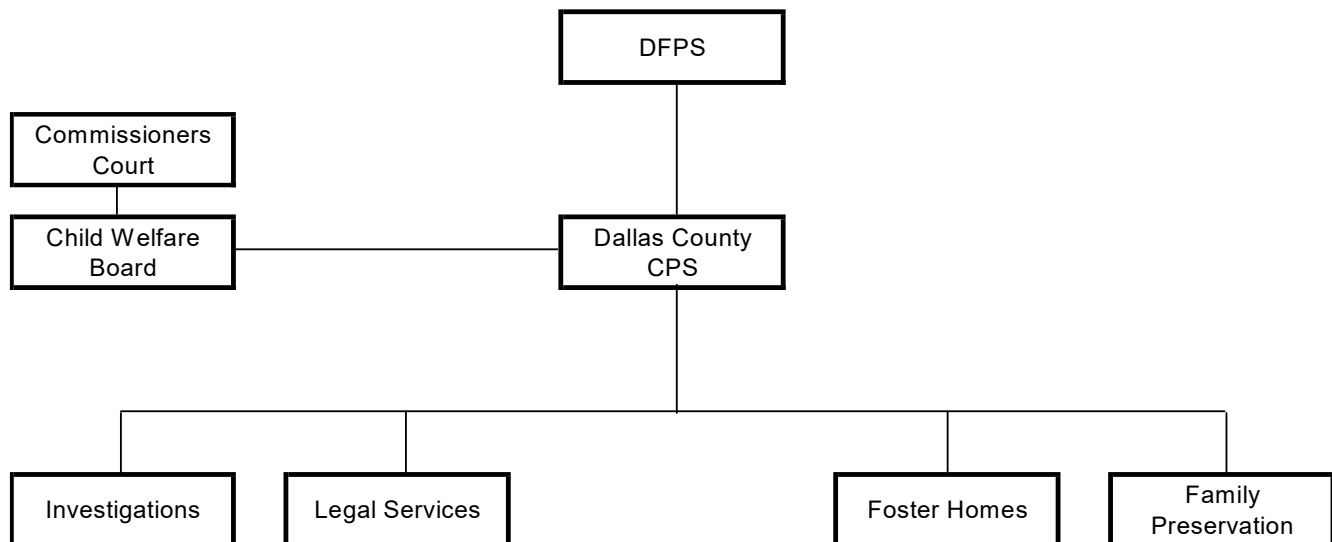 DFPS
Commissioners
Court
Child Welfare
Board
Dallas County
CPS
Investigations
Legal Services
Foster Homes
Family
Preservation